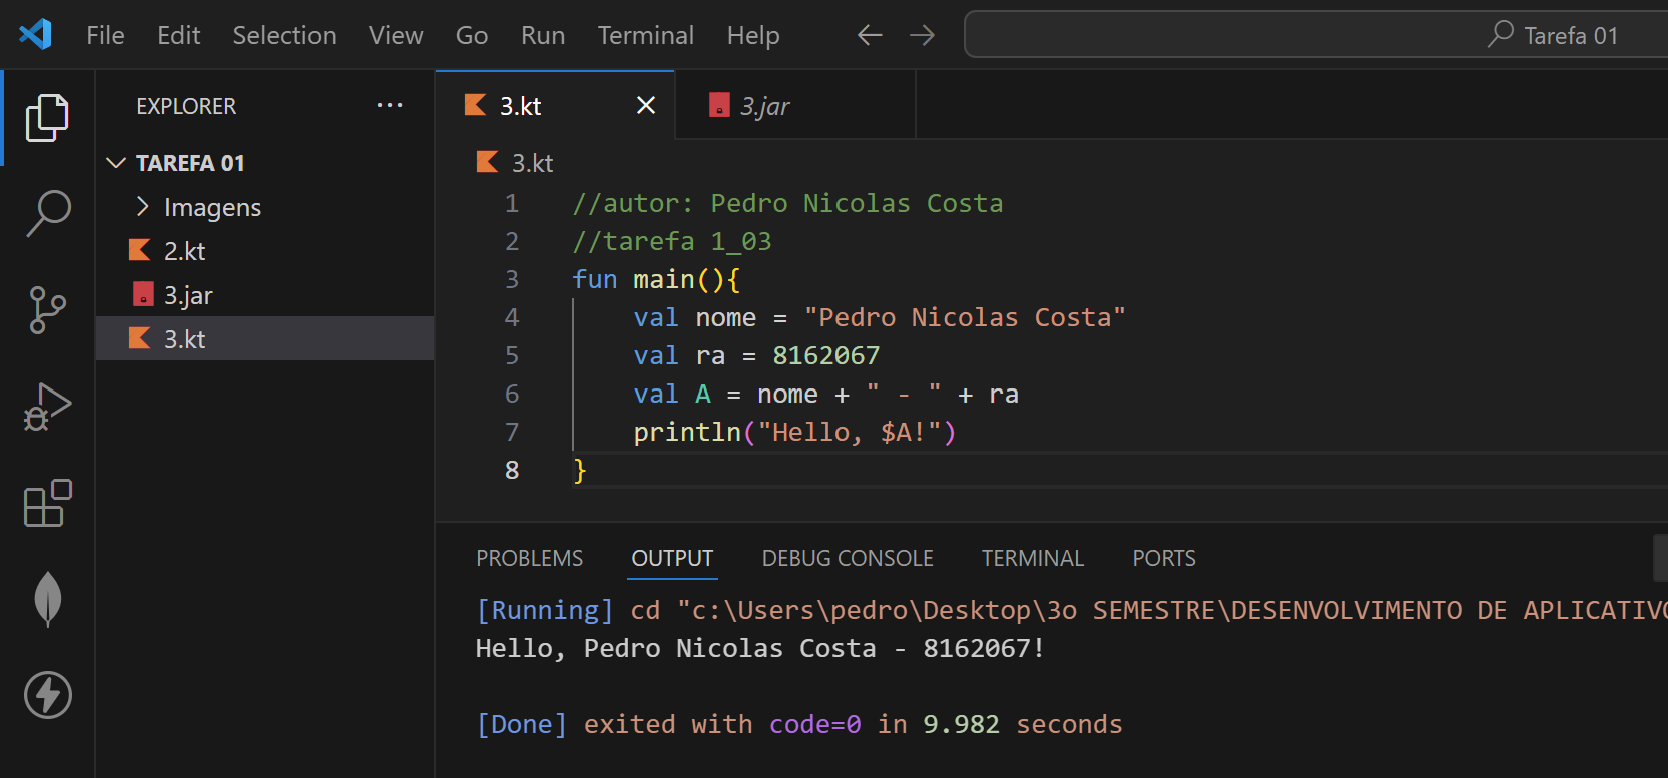 File Edit Selection View Go Run Terminal Help ← → Tarefa 01
EXPLORER ···
TAREFA 01
Imagens
2.kt
3.jar
3.kt
3.kt 3.jar
3.kt
1 //autor: Pedro Nicolas Costa
2 //tarefa 1_03
3 fun main(){
4 val nome = "Pedro Nicolas Costa"
5 val ra = 8162067
6 val A = nome + " - " + ra
7 println("Hello, $A!")
8 }
PROBLEMS OUTPUT DEBUG CONSOLE TERMINAL PORTS
[Running] cd "c:\Users\pedro\Desktop\3o SEMESTRE\DESENVOLVIMENTO DE APLICATIVO
Hello, Pedro Nicolas Costa - 8162067!
[Done] exited with code=0 in 9.982 seconds